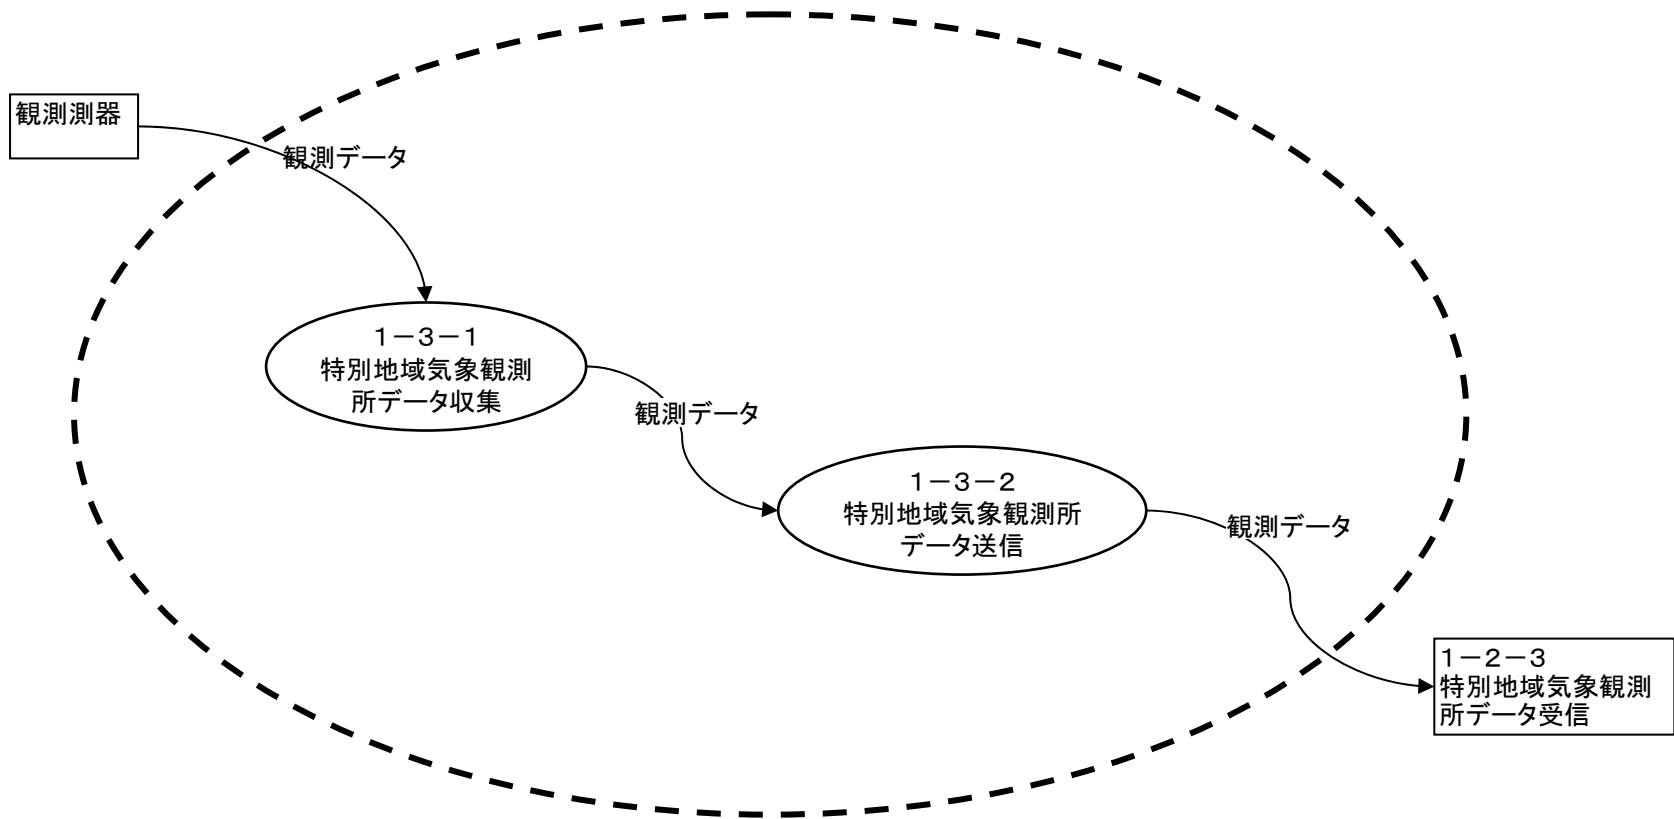 観測測器
観測データ
1－3－1
特別地域気象観測
所データ収集
観測データ
1－3－2
特別地域気象観測所
データ送信
観測データ
1－2－3
特別地域気象観測
所データ受信